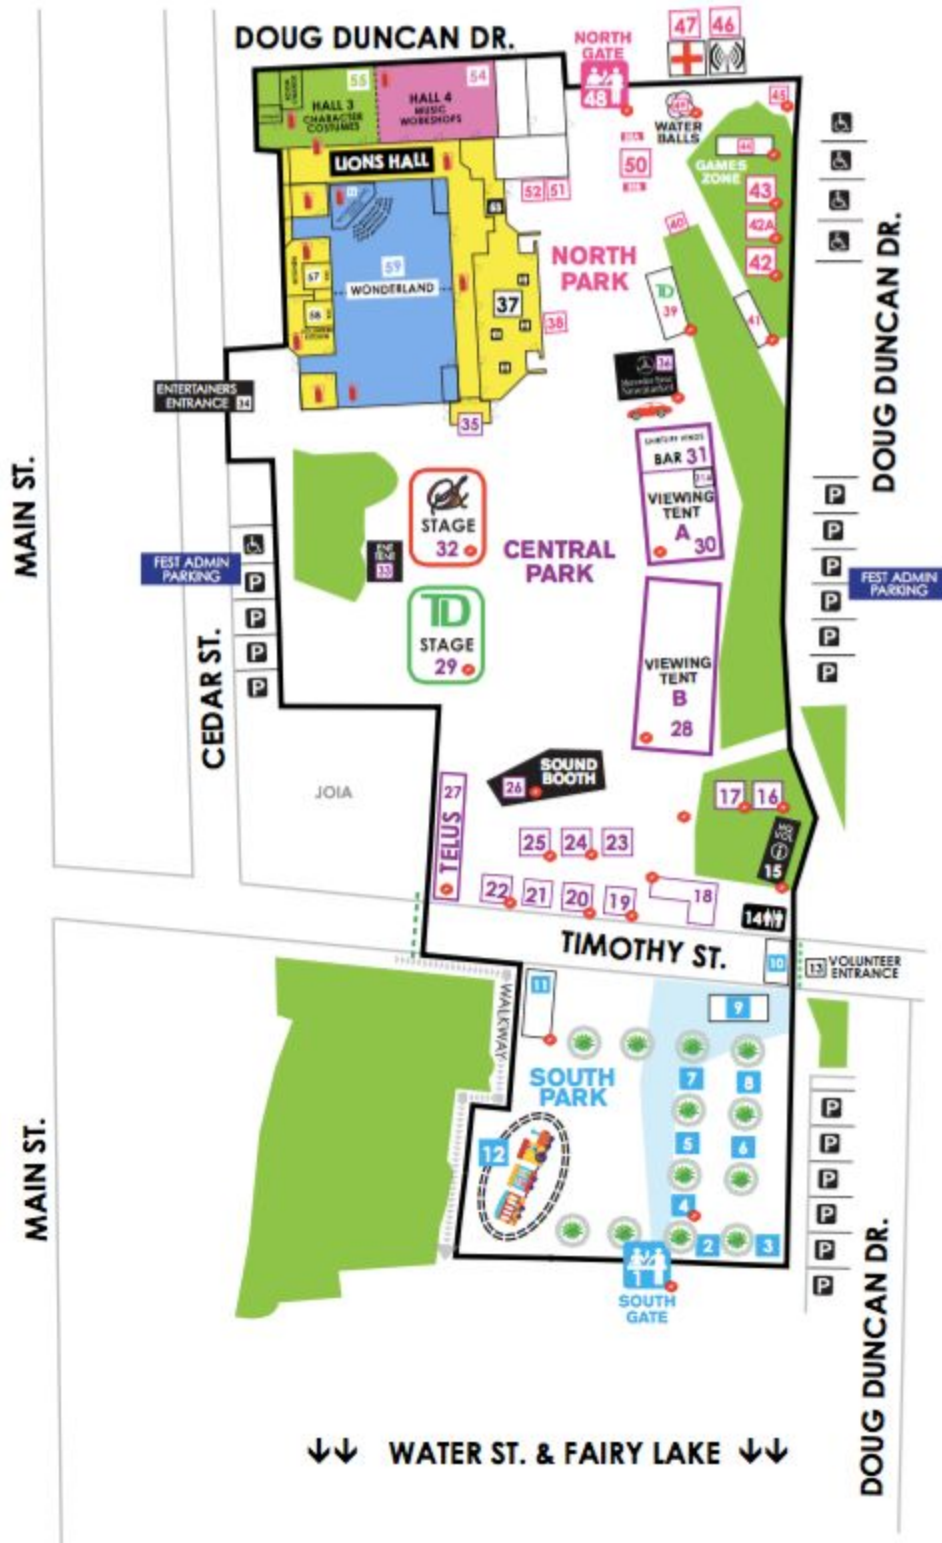 DOUG DUNCAN DR.
47 46
NORTH
GATE
48
55
HALL 3
CHARACTER
COSTUMES
54
HALL 4
MUSIC
WORKSHOPS
45
WATER
BALLS
44
GAMES
ZONE
50
LIONS HALL
52 51
43
42A
42
40
NORTH
PARK
59
WONDERLAND
57
58
37
38
TD
39
41
DOUG DUNCAN DR.
36
ENTERTAINERS
ENTRANCE 34
35
BAR 31
31A
VIEWING
TENT
A
30
STAGE
32
CENTRAL
PARK
33
MAIN ST.
FEST ADMIN
PARKING
P
P
P
P
P
P
P
P
P
P
FEST ADMIN
PARKING
TD
STAGE
29
VIEWING
TENT
B
28
CEDAR ST.
SOUND
BOOTH
26
JOIA
27
TELUS
17 16
25 24 23
15
22 21 20 19 18
14
TIMOTHY ST.
10
13 VOLUNTEER
ENTRANCE
WALKWAY
11
9
SOUTH
PARK
7 8
5 6
12
4
2 3
1
SOUTH
GATE
P
P
P
P
P
P
MAIN ST.
DOUG DUNCAN DR.
WATER ST. & FAIRY LAKE